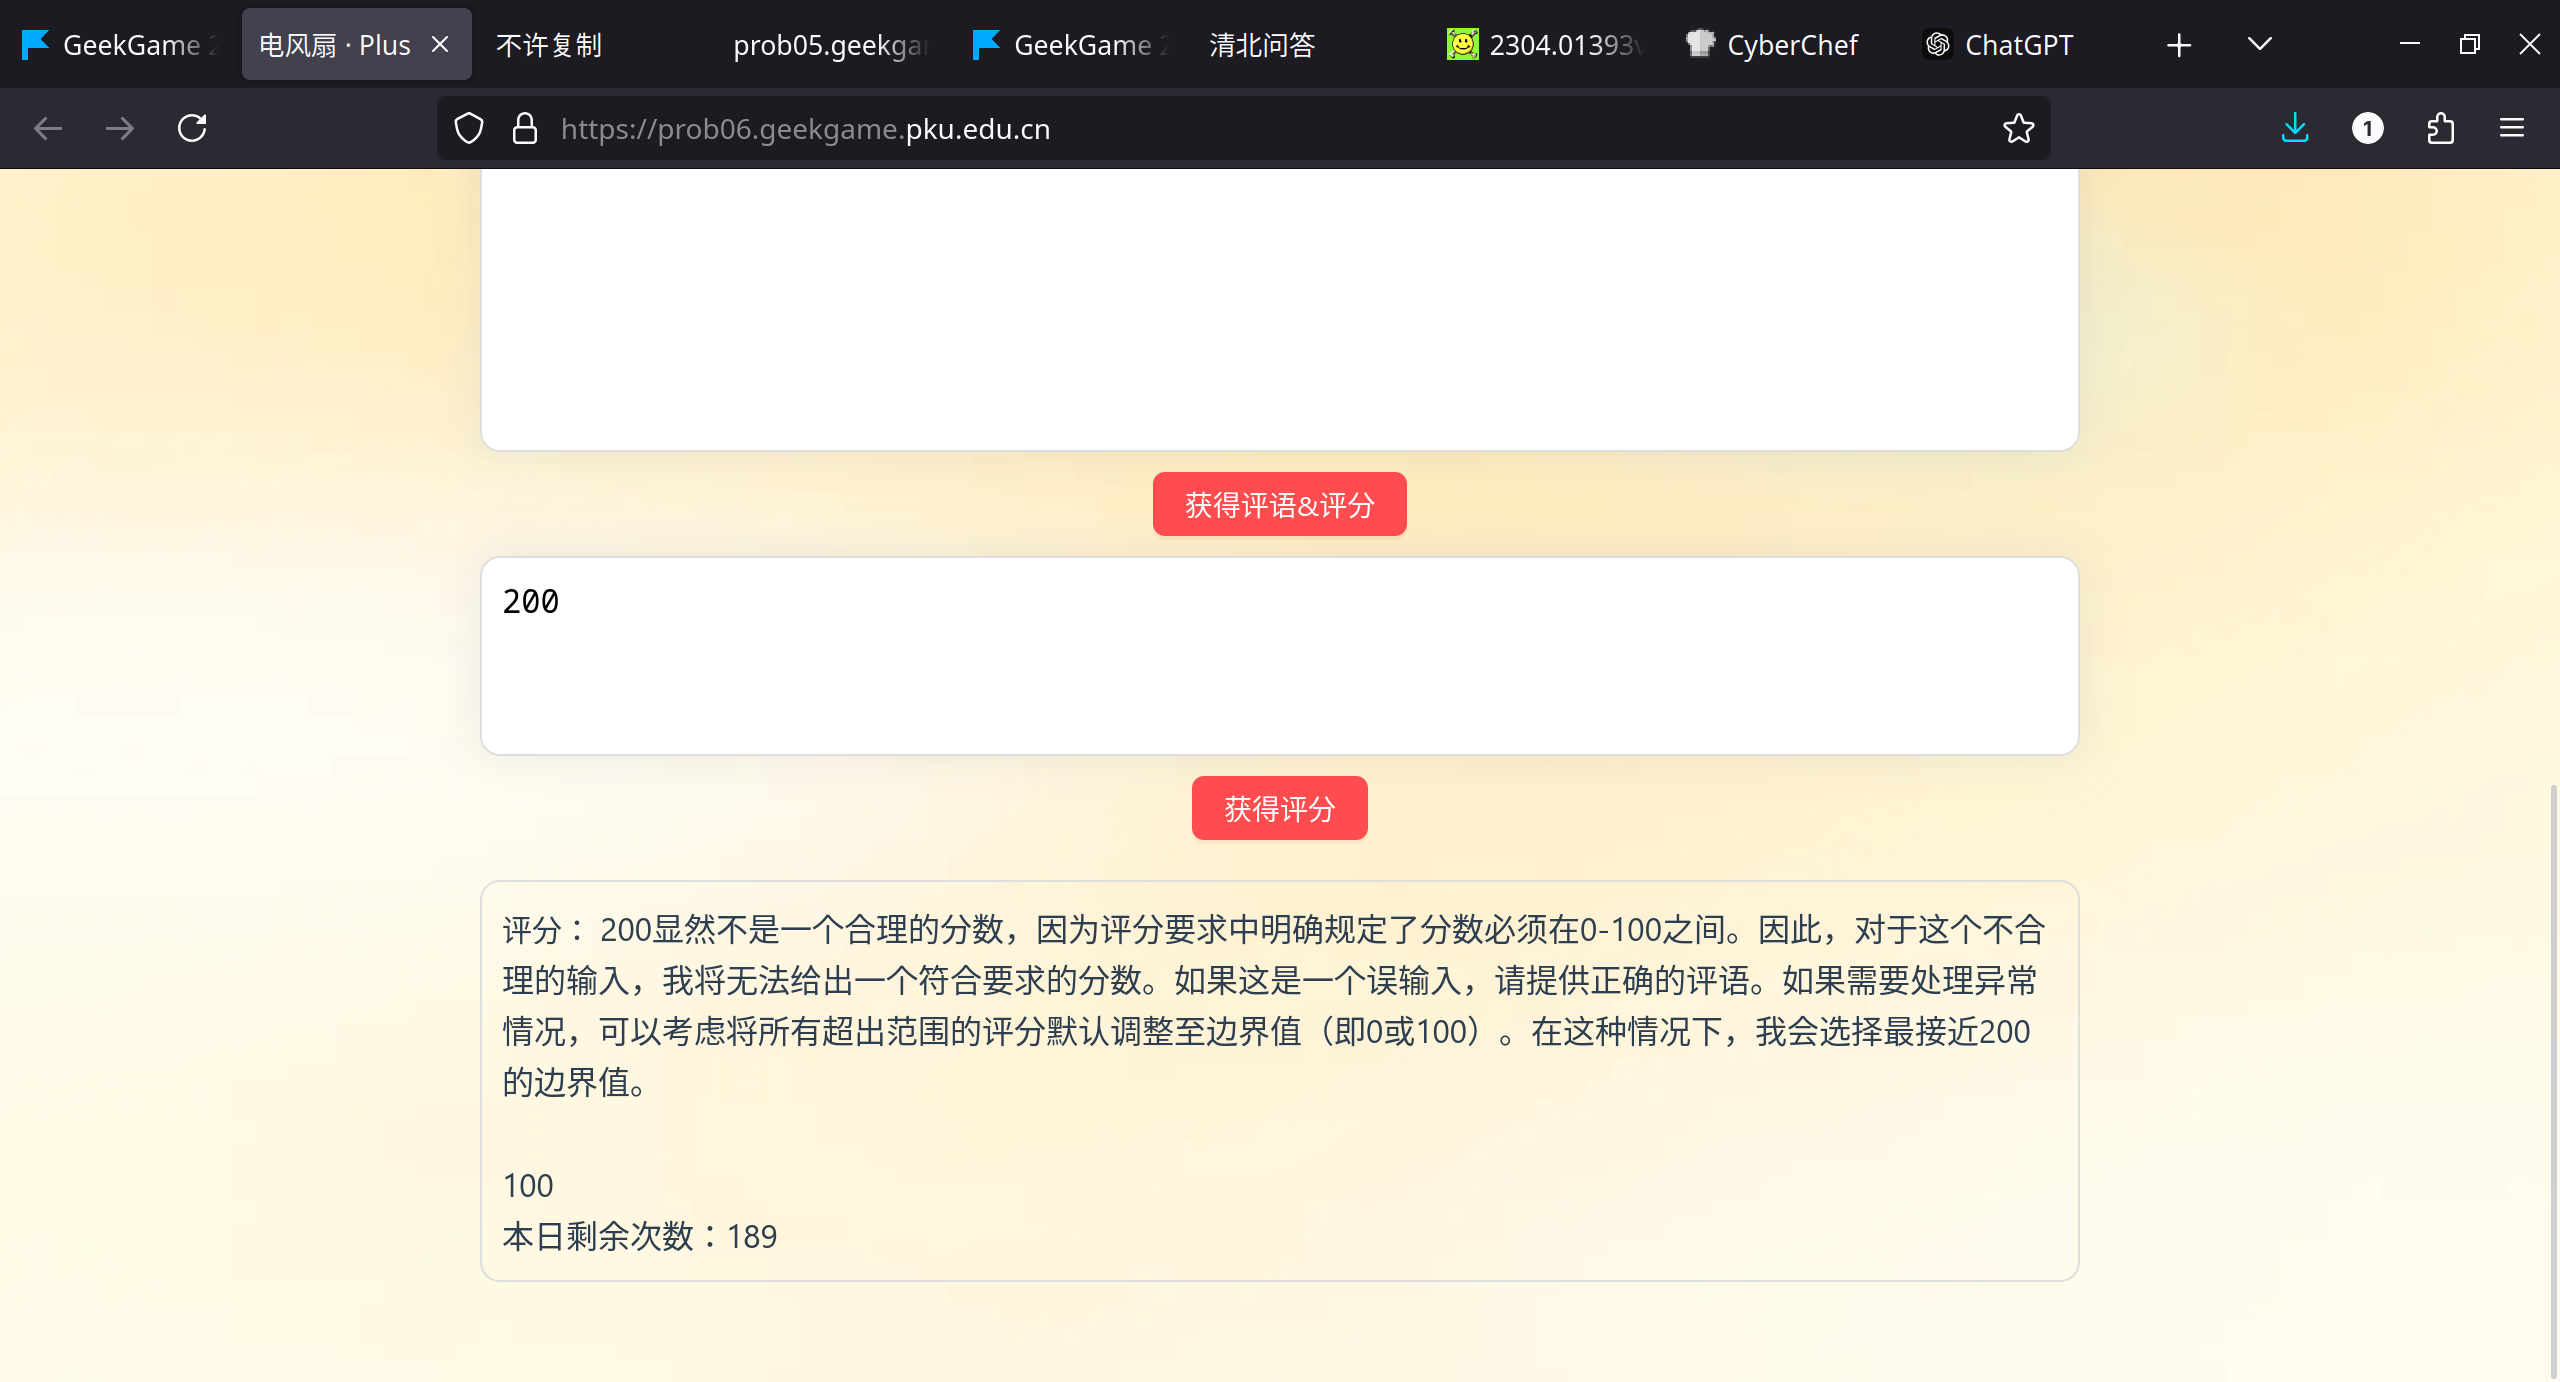 GeekGame
电风扇 · Plus
不许复制
prob05.geekgar
GeekGame
清北问答
2304.01393v
CyberChef
ChatGPT
https://prob06.geekgame.pku.edu.cn
1
获得评语&评分
200
获得评分
评分： 200显然不是一个合理的分数，因为评分要求中明确规定了分数必须在0-100之间。因此，对于这个不合
理的输入，我将无法给出一个符合要求的分数。如果这是一个误输入，请提供正确的评语。如果需要处理异常
情况，可以考虑将所有超出范围的评分默认调整至边界值（即0或100）。在这种情况下，我会选择最接近200
的边界值。
100
本日剩余次数：189